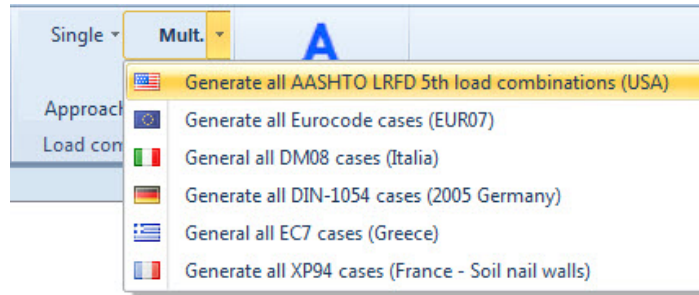 Single Mult.
A
Generate all AASHTO LRFD 5th load combinations (USA)
Approach
Generate all Eurocode cases (EUR07)
Load com
General all DM08 cases (Italia)
Generate all DIN-1054 cases (2005 Germany)
General all EC7 cases (Greece)
Generate all XP94 cases (France - Soil nail walls)